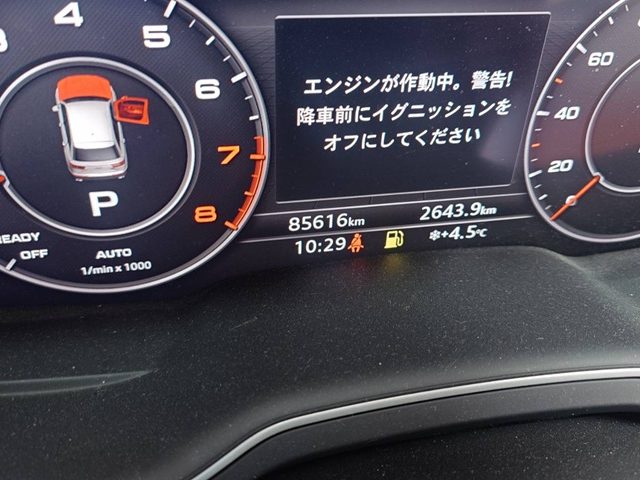 3
4
5
6
7
8
P
READY
OFF
AUTO
1/min x 1000
エンジンが作動中。警告!
降車前にイグニッションを
オフにしてください
85616km
2643.9km
10:29
+4.5℃
60
40
20